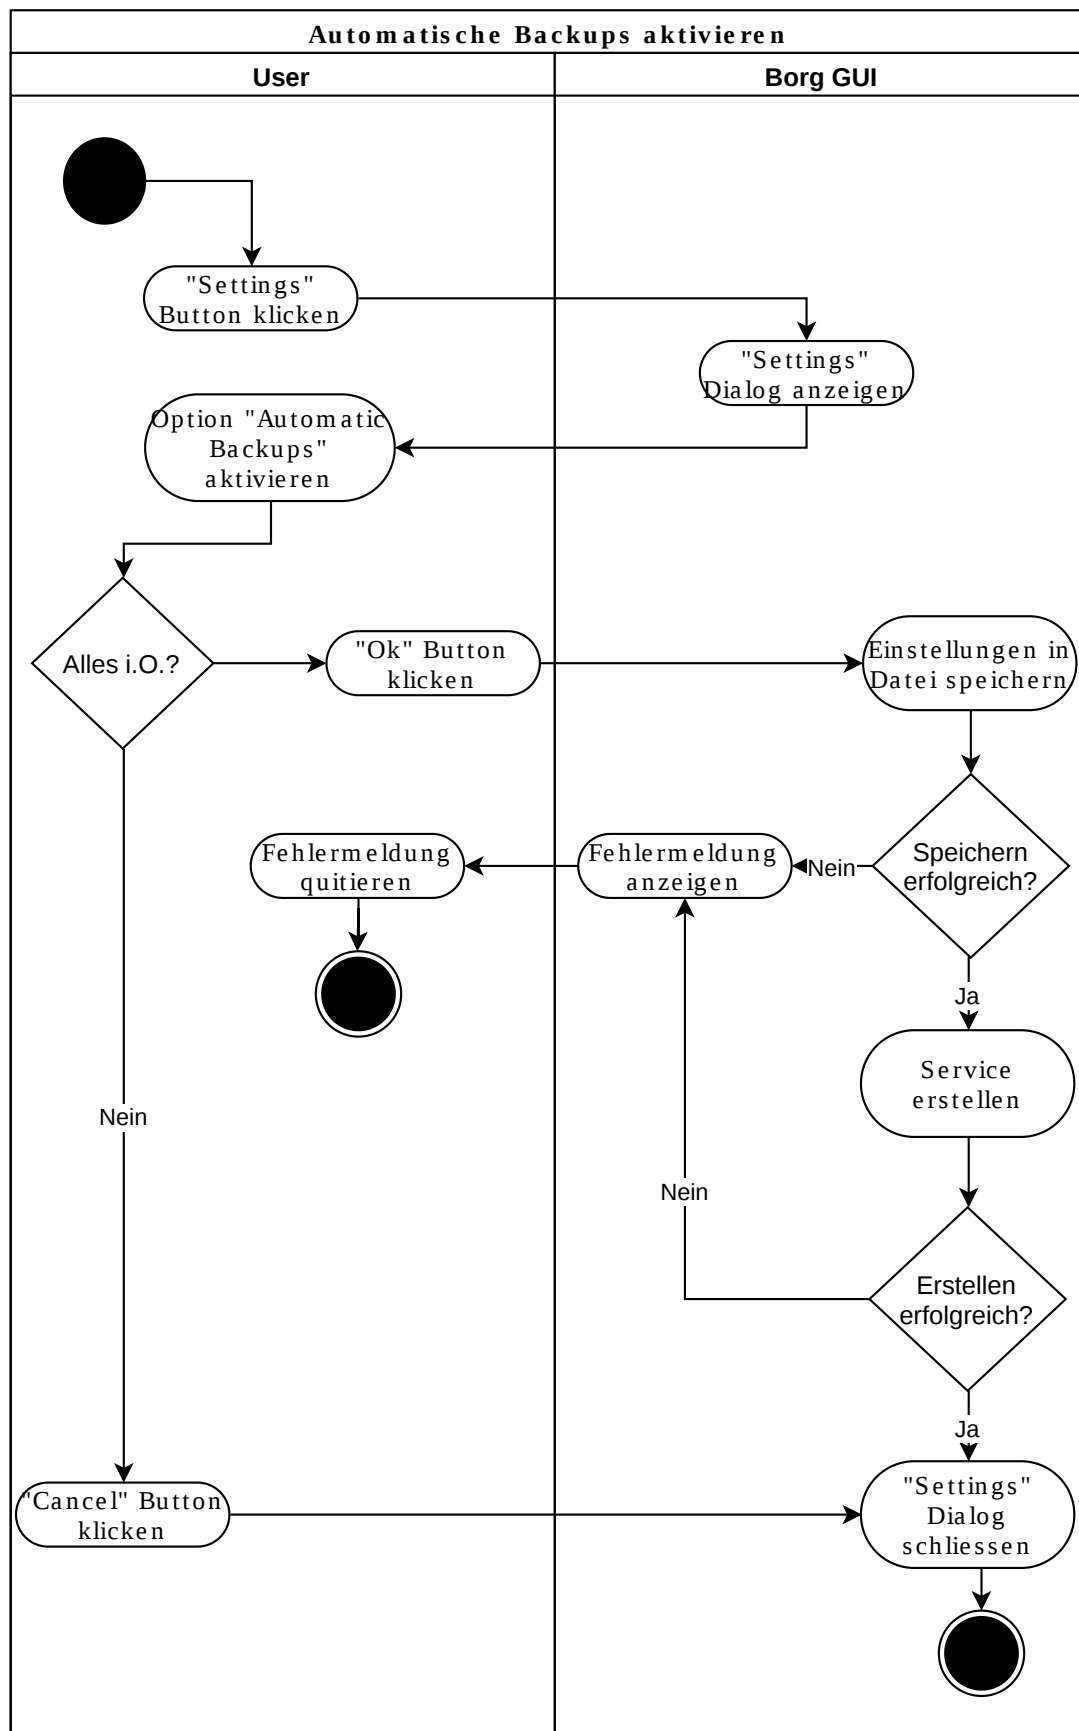 Automatische Backups aktivieren
User
Borg GUI
"Settings"
Button klicken
"Settings"
Dialog anzeigen
Option "Automatic
Backups"
aktivieren
Alles i.O.?
"Ok" Button
klicken
Einstellungen in
Datei speichern
Speichern
erfolgreich?
Nein
Fehlermeldung
anzeigen
Fehlermeldung
quitieren
Ja
Service
erstellen
Nein
Nein
Erstellen
erfolgreich?
Ja
"Cancel" Button
klicken
"Settings"
Dialog
schliessen